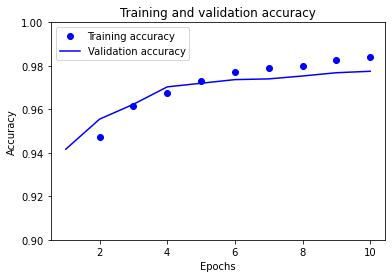 Training and validation accuracy
1.00
Training accuracy
Validation accuracy
0.98
0.96
0.94
0.92
0.90
Accuracy
2 4 6 8 10
Epochs